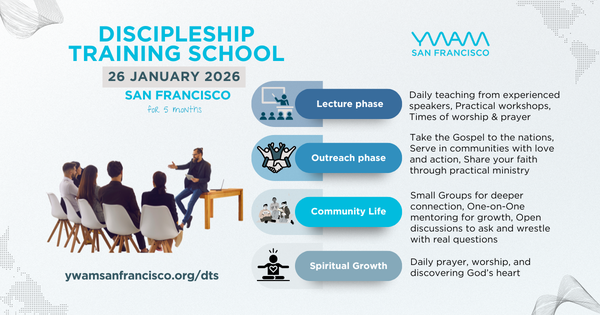 DISCIPLESHIP
TRAINING SCHOOL
26 JANUARY 2026
SAN FRANCISCO
for 5 months
ywamsanfrancisco.org/dts
YWAM
SAN FRANCISCO
Lecture phase
Daily teaching from experienced
speakers, Practical workshops,
Times of worship & prayer
Outreach phase
Take the Gospel to the nations,
Serve in communities with love
and action, Share your faith
through practical ministry
Community Life
Small Groups for deeper
connection, One-on-One
mentoring for growth, Open
discussions to ask and wrestle
with real questions
Spiritual Growth
Daily prayer, worship, and
discovering God's heart